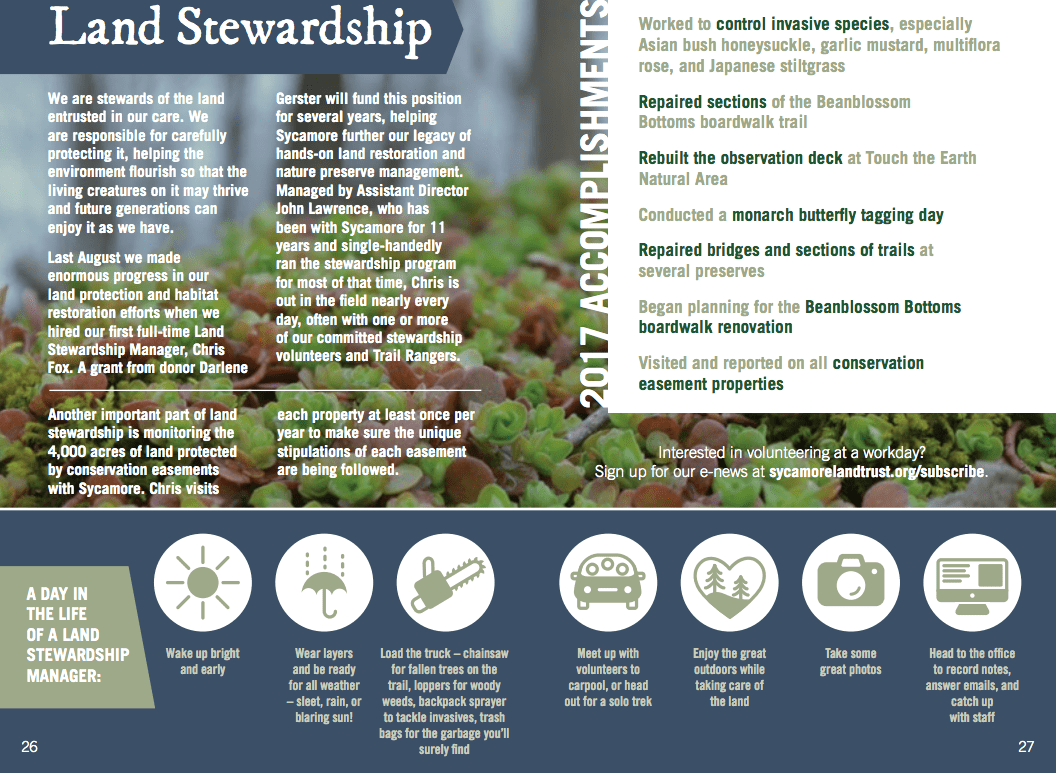 Land Stewardship
We are stewards of the land
entrusted in our care. We
are responsible for carefully
protecting it, helping the
environment flourish so that the
living creatures on it may thrive
and future generations can
enjoy it as we have.
Last August we made
enormous progress in our
land protection and habitat
restoration efforts when we
hired our first full-time Land
Stewardship Manager, Chris
Fox. A grant from donor Darlene
Gerster will fund this position
for several years, helping
Sycamore further our legacy of
hands-on land restoration and
nature preserve management.
Managed by Assistant Director
John Lawrence, who has
been with Sycamore for 11
years and single-handedly
ran the stewardship program
for most of that time, Chris is
out in the field nearly every
day, often with one or more
of our committed stewardship
volunteers and Trail Rangers.
Another important part of land
stewardship is monitoring the
4,000 acres of land protected
by conservation easements
with Sycamore. Chris visits
each property at least once per
year to make sure the unique
stipulations of each easement
are being followed.
2017 ACCOMPLISHMENTS
Worked to control invasive species, especially
Asian bush honeysuckle, garlic mustard, multiflora
rose, and Japanese stiltgrass
Repaired sections of the Beanblossom
Bottoms boardwalk trail
Rebuilt the observation deck at Touch the Earth
Natural Area
Conducted a monarch butterfly tagging day
Repaired bridges and sections of trails at
several preserves
Began planning for the Beanblossom Bottoms
boardwalk renovation
Visited and reported on all conservation
easement properties
Interested in volunteering at a workday?
Sign up for our e-news at sycamorelandtrust.org/subscribe.
A DAY IN
THE LIFE
OF A LAND
STEWARDSHIP
MANAGER:
Wake up bright
and early
Wear layers
and be ready
for all weather
– sleet, rain, or
blaring sun!
Load the truck – chainsaw
for fallen trees on the
trail, loppers for woody
weeds, backpack sprayer
to tackle invasives, trash
bags for the garbage you'll
surely find
Meet up with
volunteers to
carpool, or head
out for a solo trek
Enjoy the great
outdoors while
taking care of
the land
Take some
great photos
Head to the office
to record notes,
answer emails, and
catch up
with staff
26
27